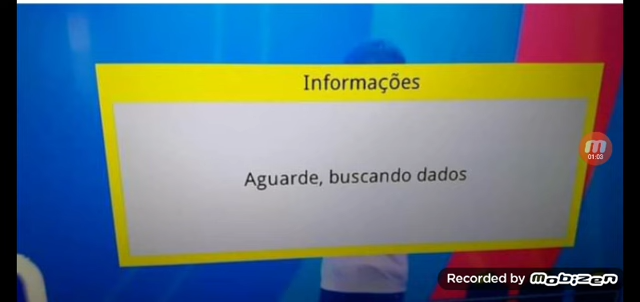 Informações
Aguarde, buscando dados
M
01:03
Recorded by mobizen